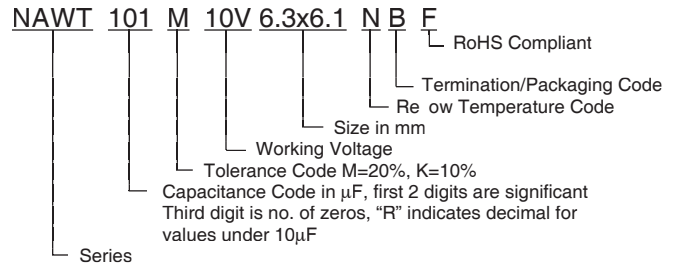 NAWT 101 M 10V 6.3x6.1 N B F
RoHS Compliant
Termination/Packaging Code
Re ow Temperature Code
Size in mm
Working Voltage
Tolerance Code M=20%, K=10%
Capacitance Code in μF, first 2 digits are significant
Third digit is no. of zeros, “R” indicates decimal for
values under 10μF
Series